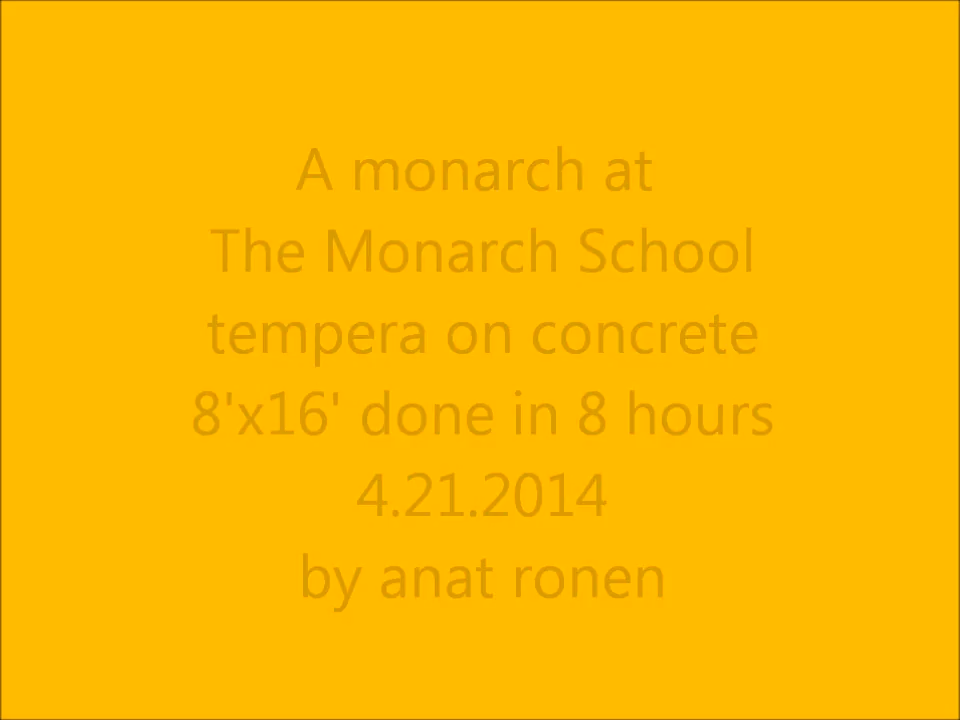 A monarch at
The Monarch School
tempera on concrete
8'x16' done in 8 hours
4.21.2014
by anat ronen